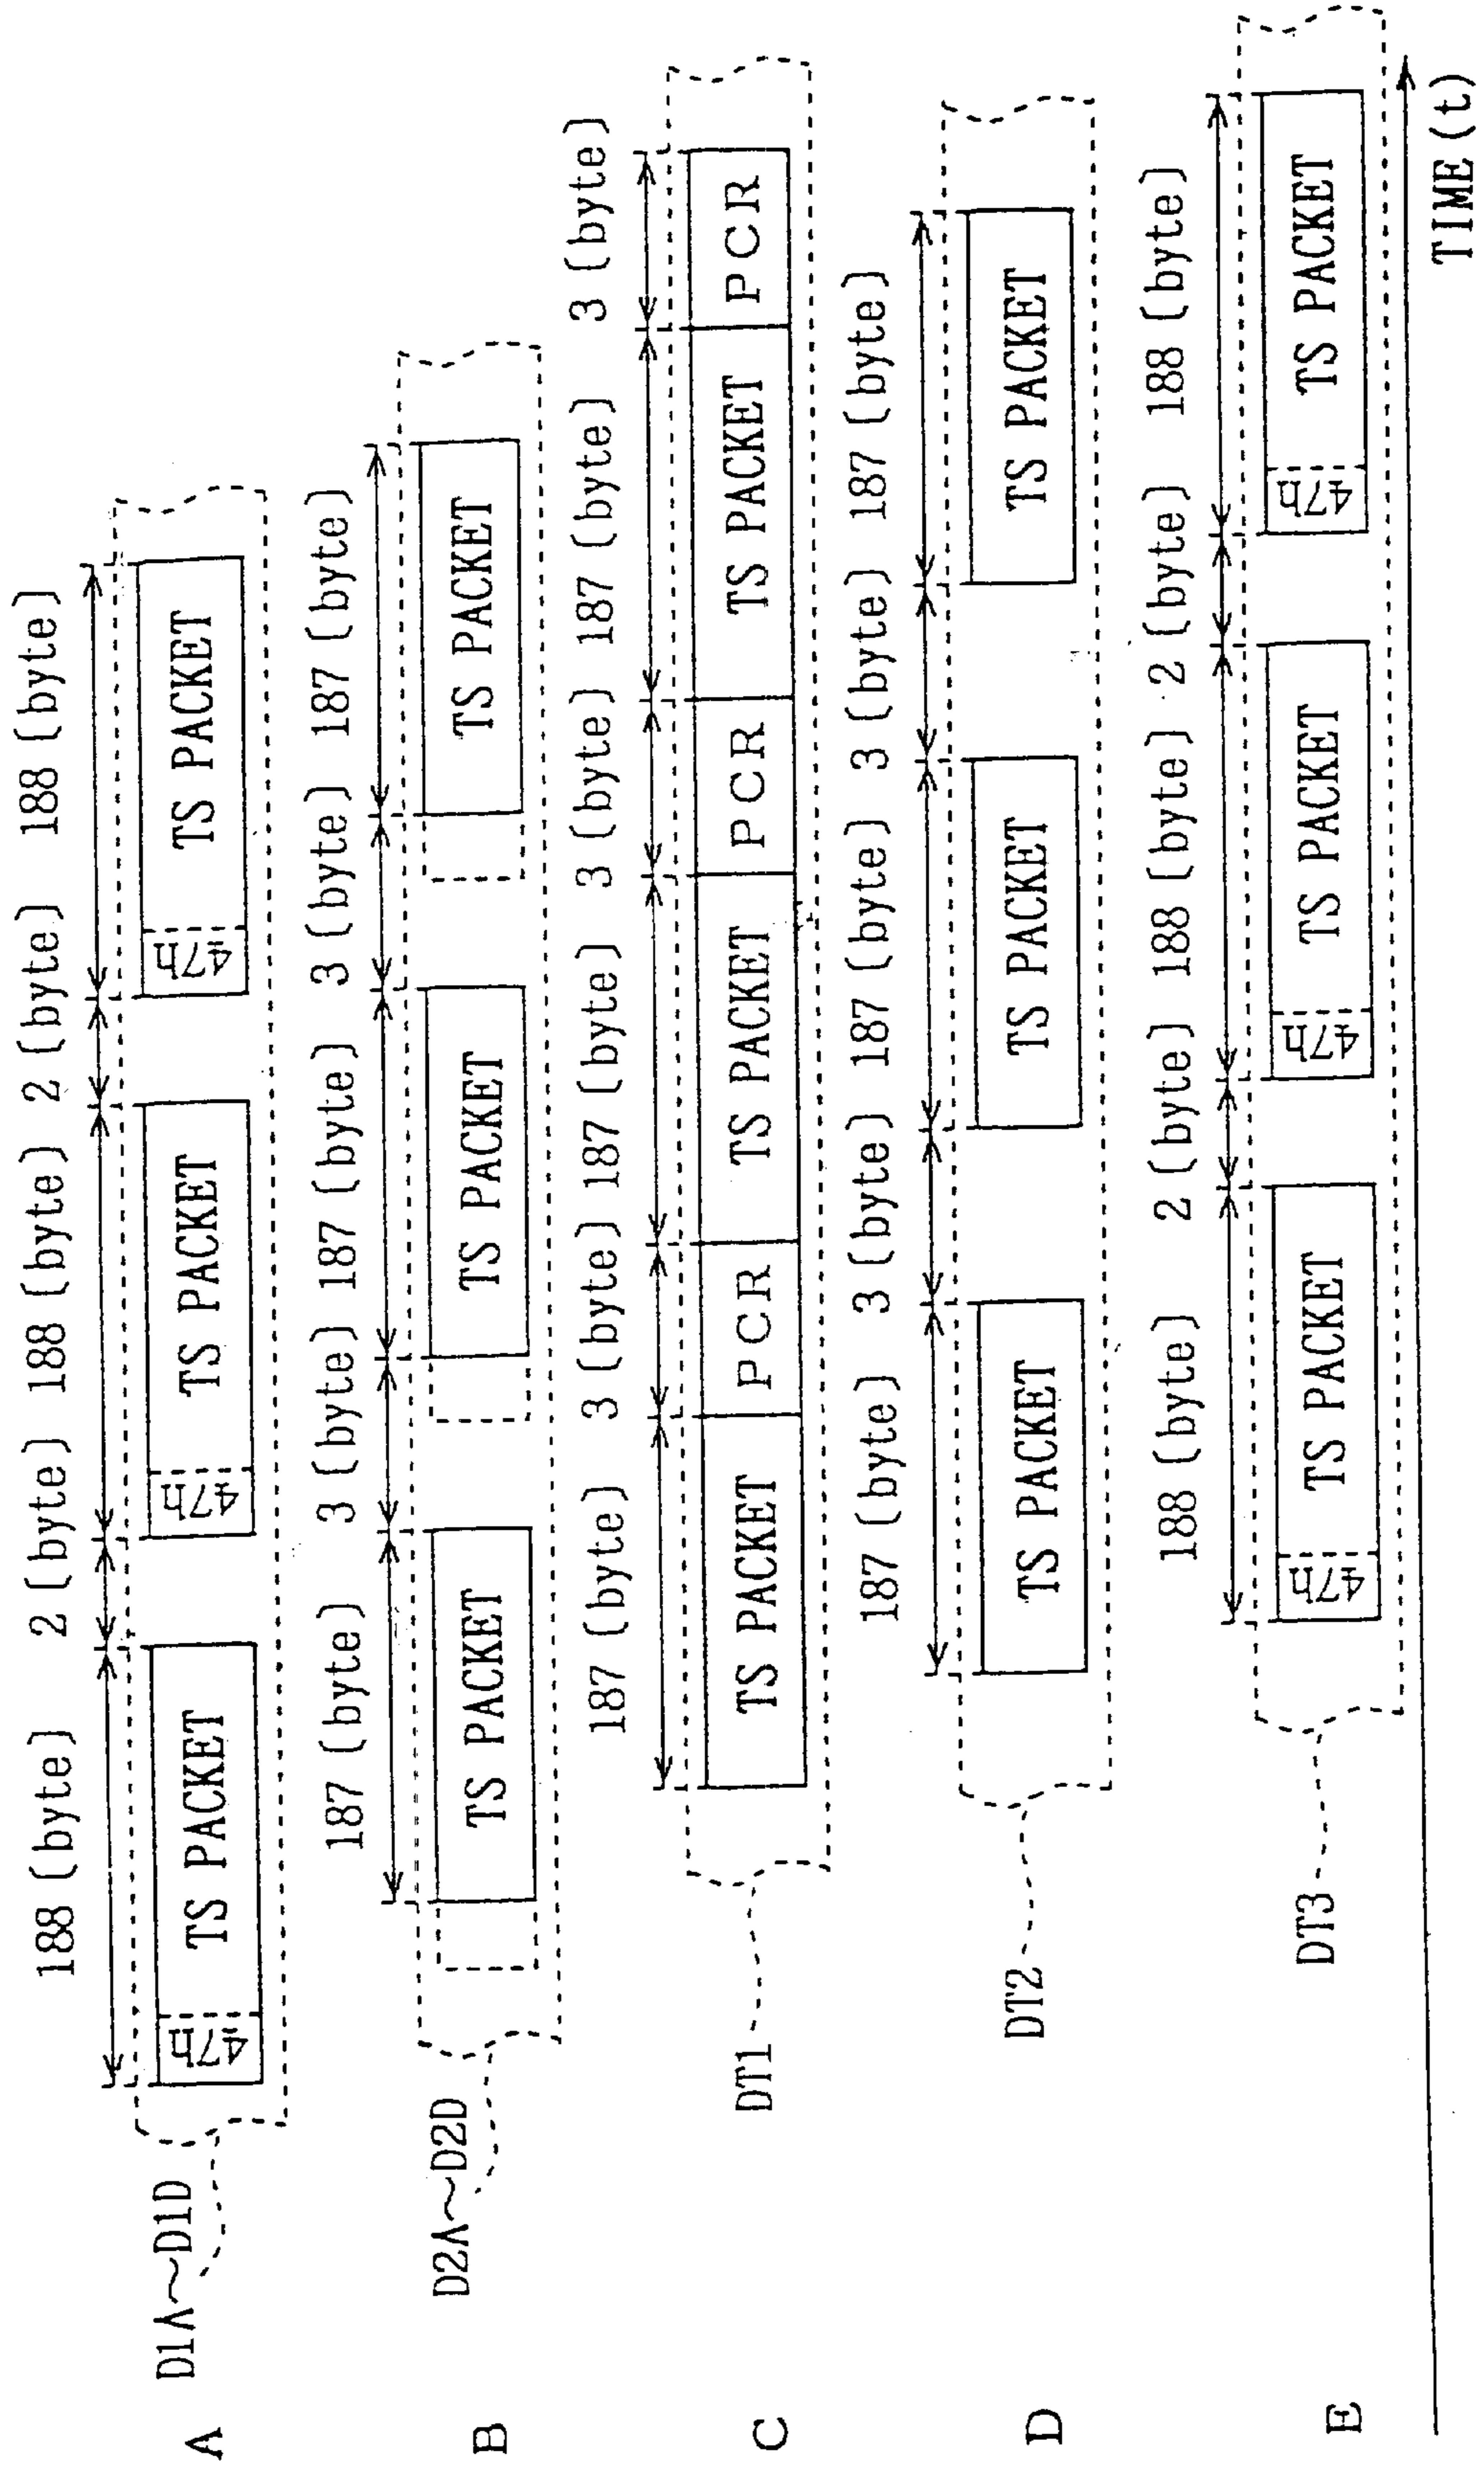 188 (byte) 2 (byte) 188 (byte) 2 (byte) 188 (byte)
A D1A~D1D 47h TS PACKET 47h TS PACKET 47h TS PACKET
187 (byte) 3 (byte) 187 (byte) 3 (byte) 187 (byte)
B D2A~D2D TS PACKET TS PACKET TS PACKET
187 (byte) 3 (byte) 187 (byte) 3 (byte) 187 (byte) 3 (byte)
C DT1 TS PACKET PCR TS PACKET PCR TS PACKET PCR
187 (byte) 3 (byte) 187 (byte) 3 (byte) 187 (byte)
D DT2 TS PACKET TS PACKET TS PACKET
188 (byte) 2 (byte) 188 (byte) 2 (byte) 188 (byte)
E DT3 47h TS PACKET 47h TS PACKET 47h TS PACKET
TIME (t)